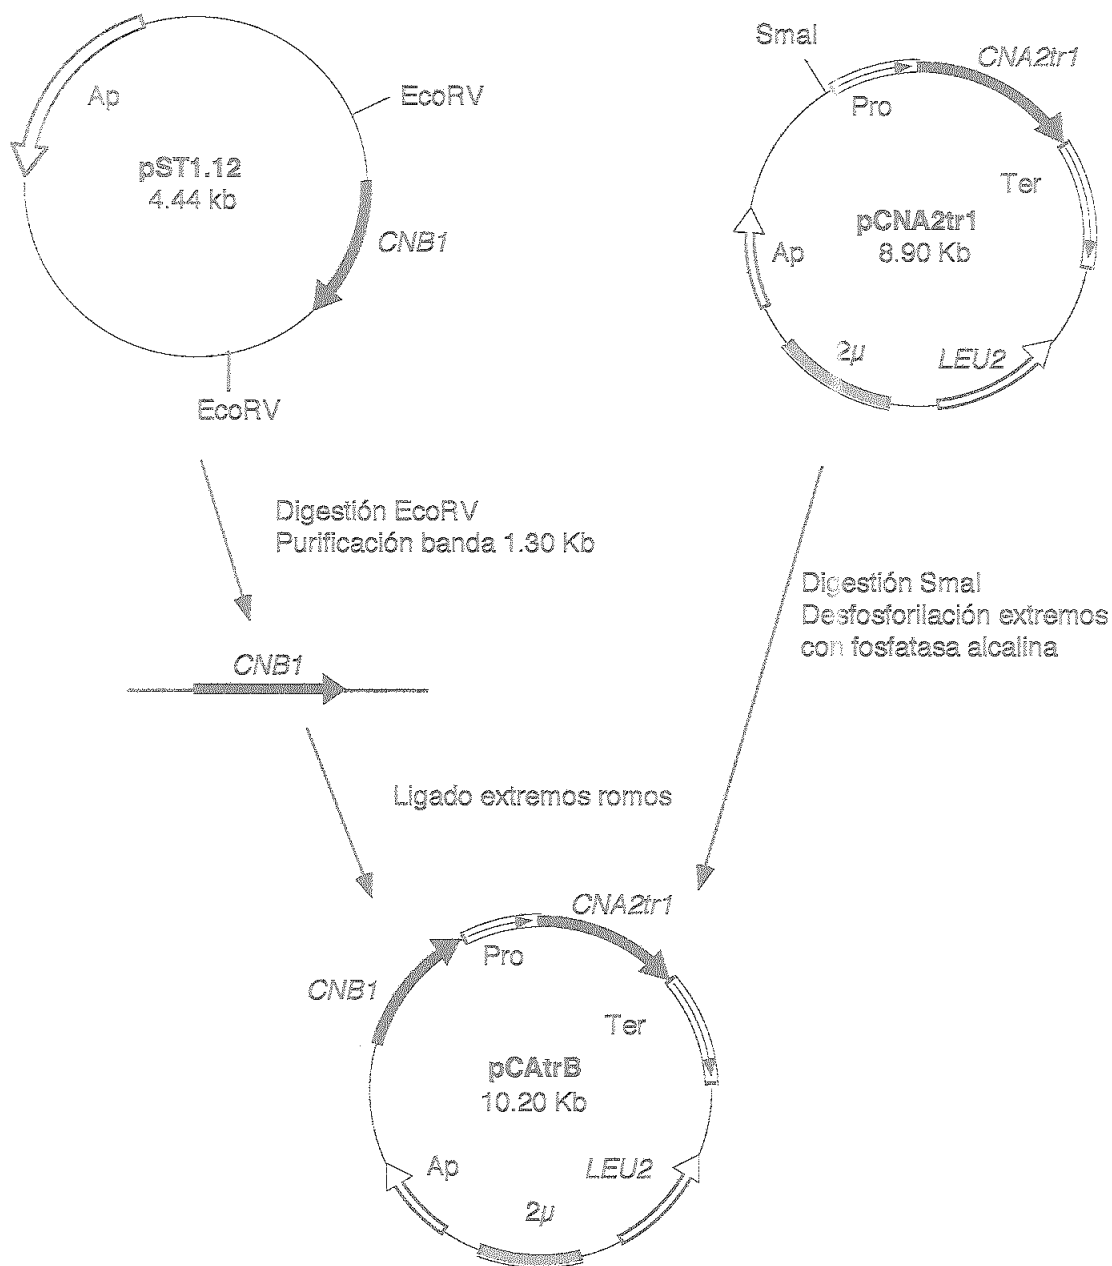 Ap
EcoRV
pST1.12
4.44 kb
CNB1
EcoRV
SmaI
CNA2tr1
Pro
Ter
pCNA2tr1
8.90 Kb
Ap
2µ
LEU2
Digestión EcoRV
Purificación banda 1.30 Kb
Digestión SmaI
Desfosforilación extremos
con fosfatasa alcalina
CNB1
Ligado extremos romos
CNA2tr1
Pro
CNB1
Ter
pCAtrB
10.20 Kb
Ap
LEU2
2µ